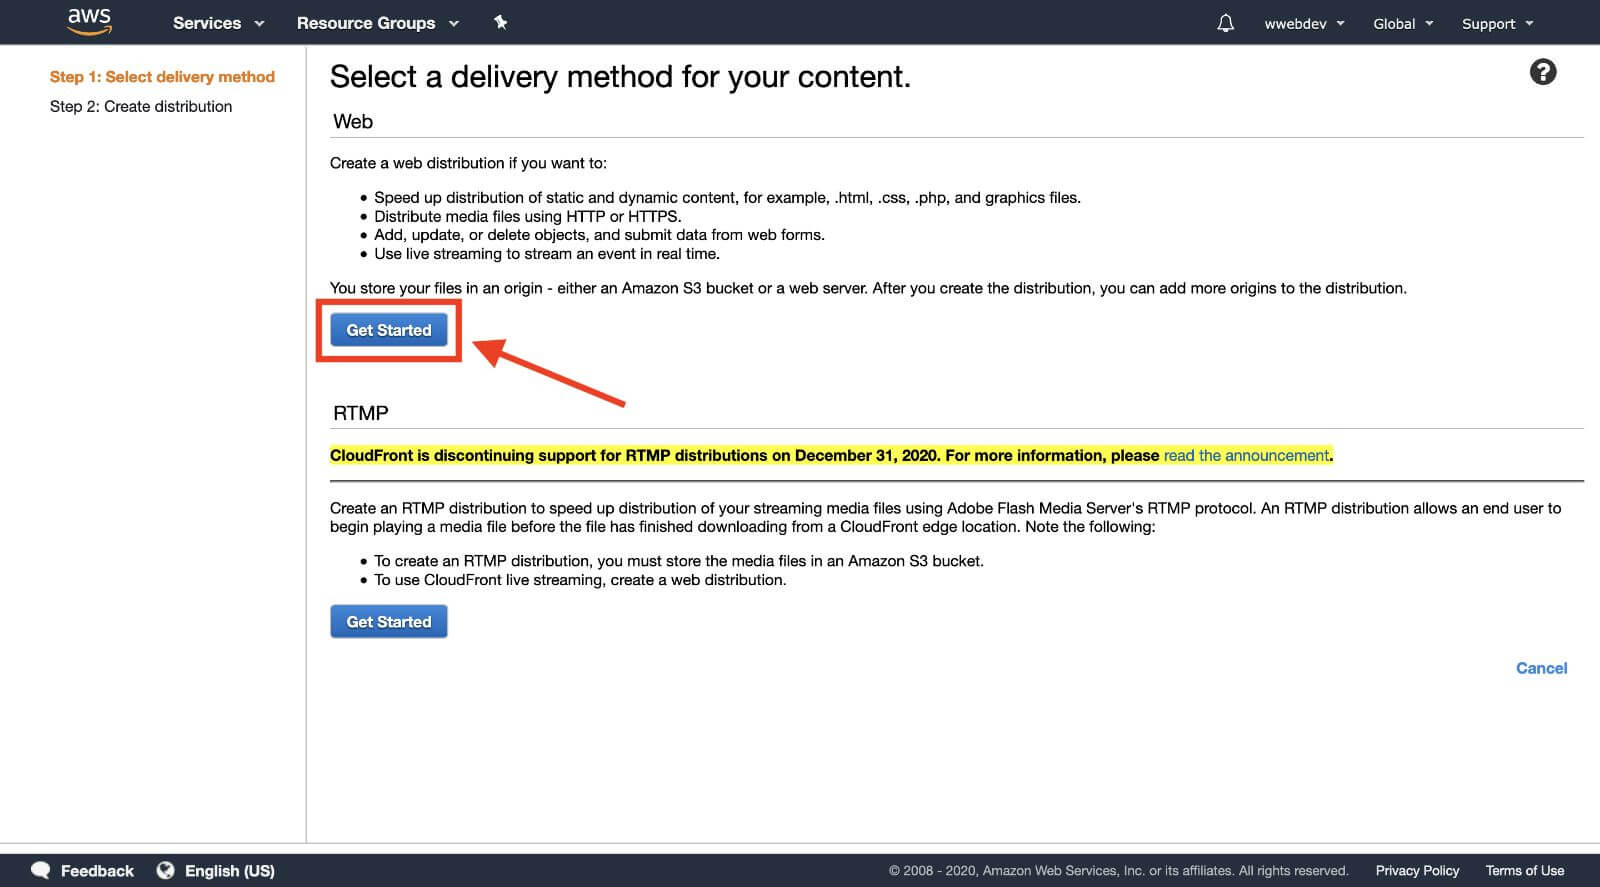 aws Services Resource Groups wwebdev Global Support
Step 1: Select delivery method
Step 2: Create distribution
Select a delivery method for your content.
?
Web
Create a web distribution if you want to:
• Speed up distribution of static and dynamic content, for example, .html, .css, .php, and graphics files.
• Distribute media files using HTTP or HTTPS.
• Add, update, or delete objects, and submit data from web forms.
• Use live streaming to stream an event in real time.
You store your files in an origin - either an Amazon S3 bucket or a web server. After you create the distribution, you can add more origins to the distribution.
Get Started
RTMP
CloudFront is discontinuing support for RTMP distributions on December 31, 2020. For more information, please read the announcement.
Create an RTMP distribution to speed up distribution of your streaming media files using Adobe Flash Media Server's RTMP protocol. An RTMP distribution allows an end user to
begin playing a media file before the file has finished downloading from a CloudFront edge location. Note the following:
• To create an RTMP distribution, you must store the media files in an Amazon S3 bucket.
• To use CloudFront live streaming, create a web distribution.
Get Started
Cancel
Feedback English (US) © 2008 - 2020, Amazon Web Services, Inc. or its affiliates. All rights reserved. Privacy Policy Terms of Use